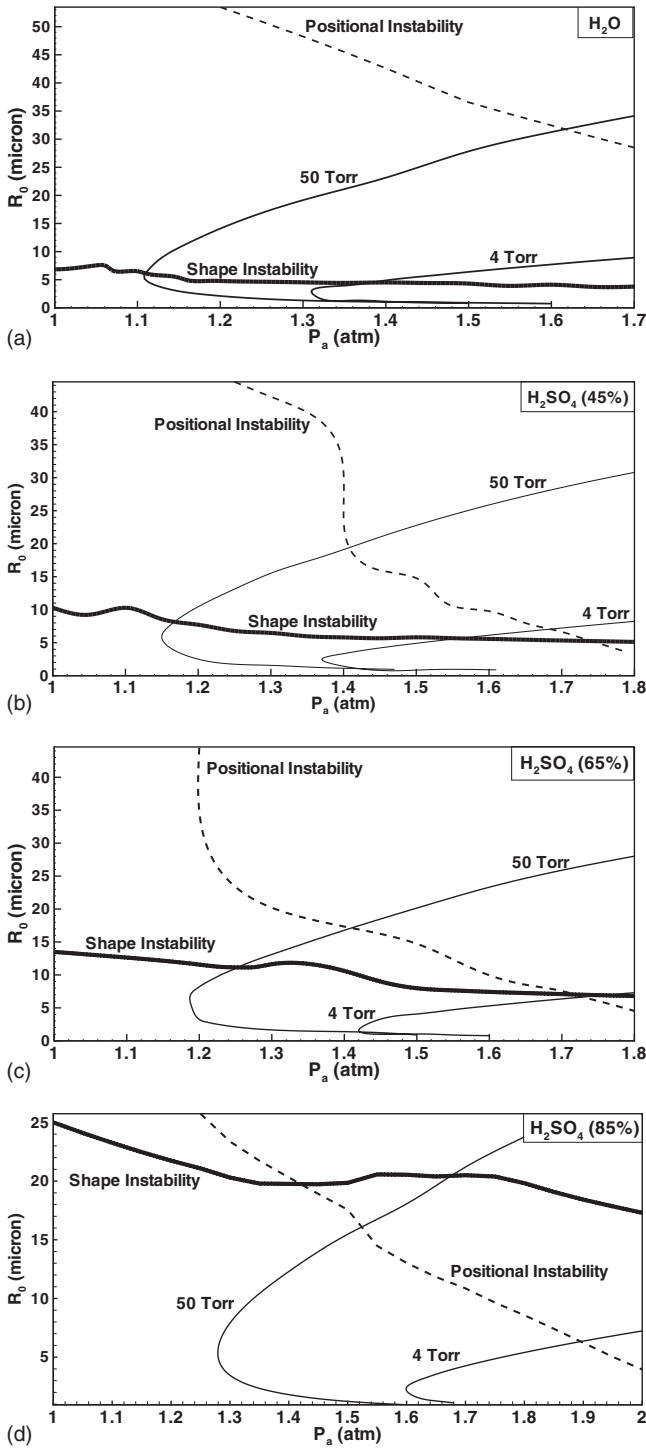 50
45
40
35
30
25
20
15
10
5
0
R₀ (micron)
Positional Instability
H₂O
50 Torr
Shape Instability
4 Torr
1 1.1 1.2 1.3 1.4 1.5 1.6 1.7
Pₐ (atm)
(a)
40
35
30
25
20
15
10
5
0
R₀ (micron)
H₂SO₄ (45%)
Positional Instability
50 Torr
Shape Instability
4 Torr
1 1.1 1.2 1.3 1.4 1.5 1.6 1.7 1.8
Pₐ (atm)
(b)
40
35
30
25
20
15
10
5
0
R₀ (micron)
H₂SO₄ (65%)
Positional Instability
50 Torr
Shape Instability
4 Torr
1 1.1 1.2 1.3 1.4 1.5 1.6 1.7 1.8
Pₐ (atm)
(c)
25
20
15
10
5
R₀ (micron)
H₂SO₄ (85%)
Shape Instability
Positional Instability
50 Torr
4 Torr
1 1.1 1.2 1.3 1.4 1.5 1.6 1.7 1.8 1.9 2
Pₐ (atm)
(d)